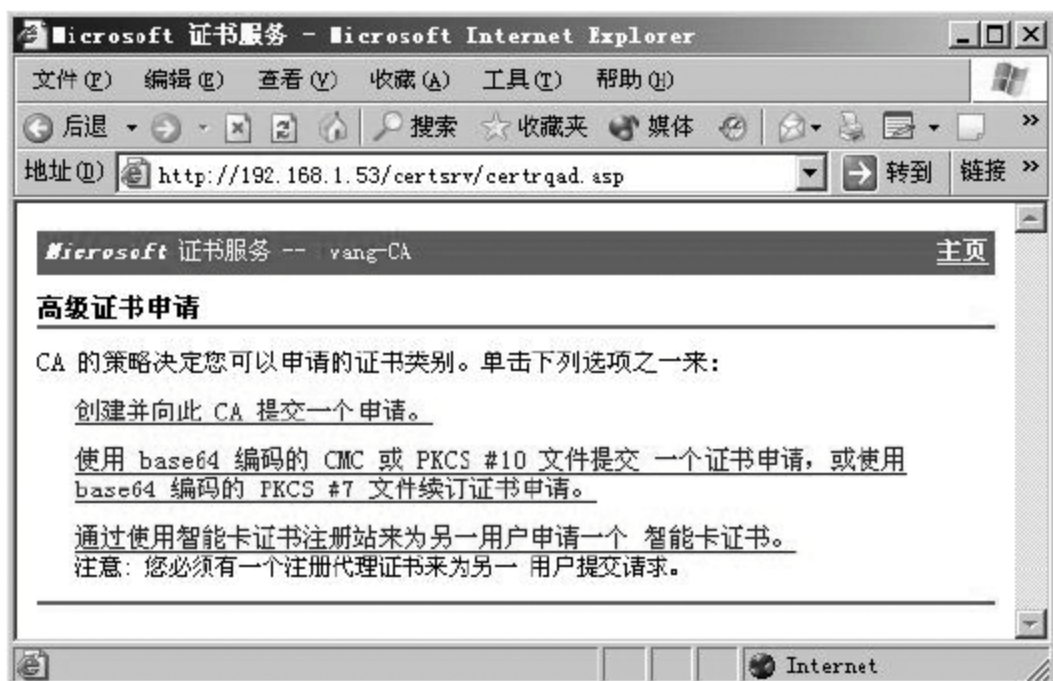 Microsoft 证书服务 - Microsoft Internet Explorer
文件(F) 编辑(E) 查看(V) 收藏(A) 工具(T) 帮助(H)
后退 搜索 收藏夹 媒体 »
地址(D) http://192.168.1.53/certsrv/certrqad.asp 转到 链接 »
Microsoft 证书服务 -- vang-CA 主页
高级证书申请
CA 的策略决定您可以申请的证书类别。单击下列选项之一来:
创建并向此 CA 提交一个申请。
使用 base64 编码的 CMC 或 PKCS #10 文件提交 一个证书申请，或使用
base64 编码的 PKCS #7 文件续订证书申请。
通过使用智能卡证书注册站来为另一用户申请一个 智能卡证书。
注意: 您必须有一个注册代理证书来为另一 用户提交请求。
Internet